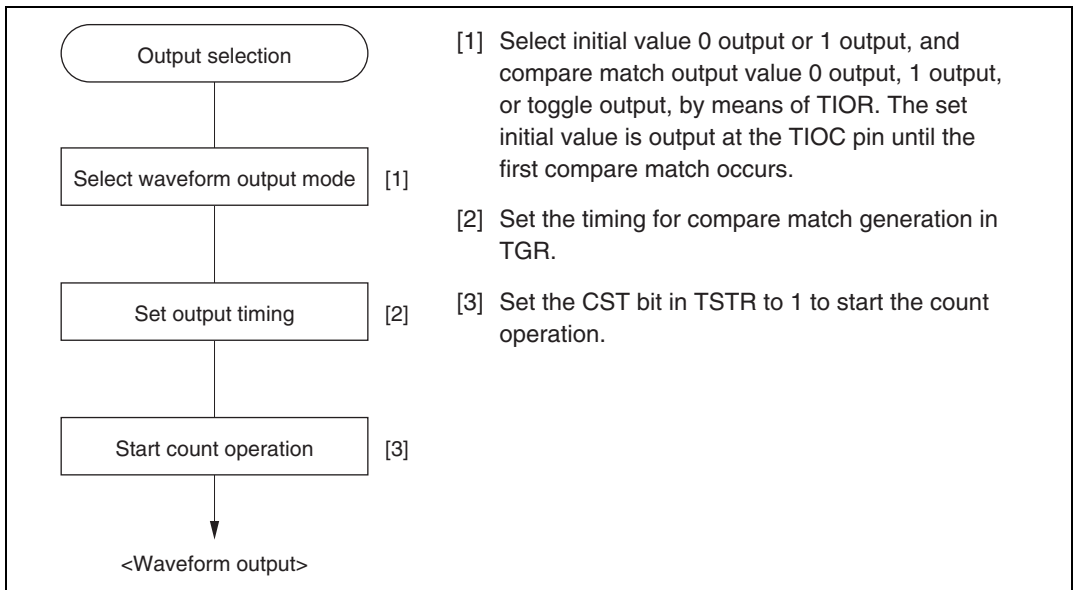 Output selection
Select waveform output mode [1]
Set output timing [2]
Start count operation [3]
<Waveform output>
[1] Select initial value 0 output or 1 output, and
compare match output value 0 output, 1 output,
or toggle output, by means of TIOR. The set
initial value is output at the TIOC pin until the
first compare match occurs.
[2] Set the timing for compare match generation in
TGR.
[3] Set the CST bit in TSTR to 1 to start the count
operation.